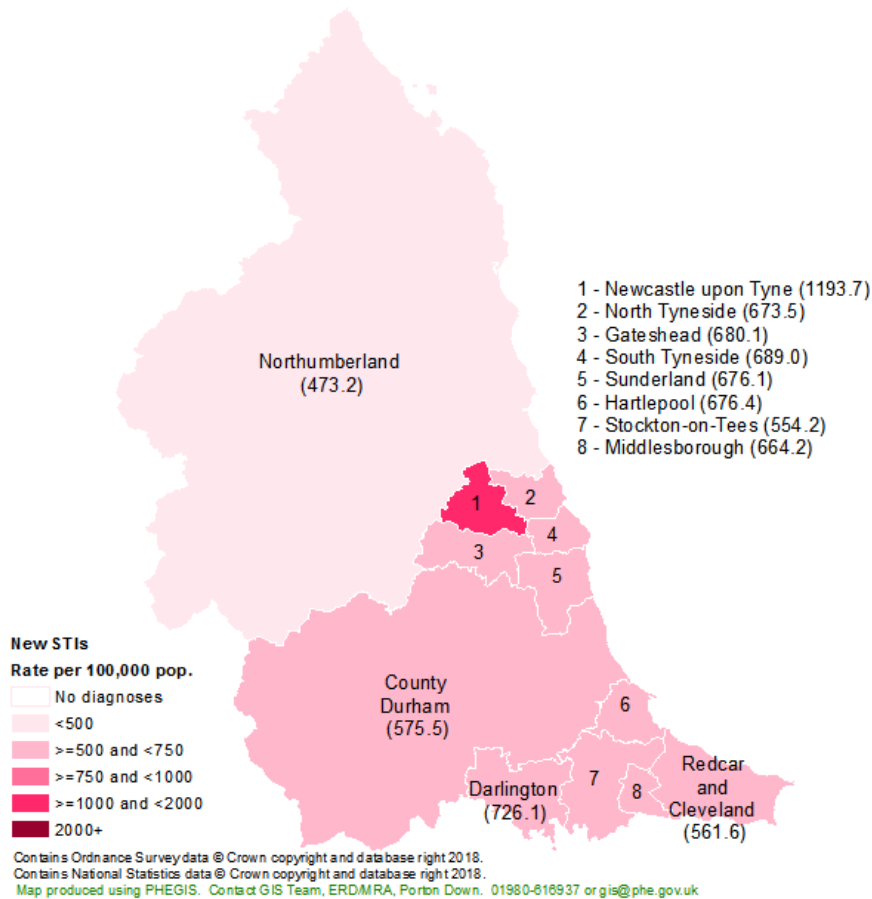 1 - Newcastle upon Tyne (1193.7)
2 - North Tyneside (673.5)
3 - Gateshead (680.1)
4 - South Tyneside (689.0)
5 - Sunderland (676.1)
6 - Hartlepool (676.4)
7 - Stockton-on-Tees (554.2)
8 - Middlesborough (664.2)
Northumberland
(473.2)
1
2
3
4
5
County
Durham
(575.5)
6
7
8
Darlington
(726.1)
Redcar
and
Cleveland
(561.6)
New STIs
Rate per 100,000 pop.
No diagnoses
<500
>=500 and <750
>=750 and <1000
>=1000 and <2000
2000+
Contains Ordnance Survey data © Crown copyright and database right 2018.
Contains National Statistics data © Crown copyright and database right 2018.
Map produced using PHEGIS. Contact GIS Team, ERD/MRA, Porton Down. 01980-616937 or gis@phe.gov.uk